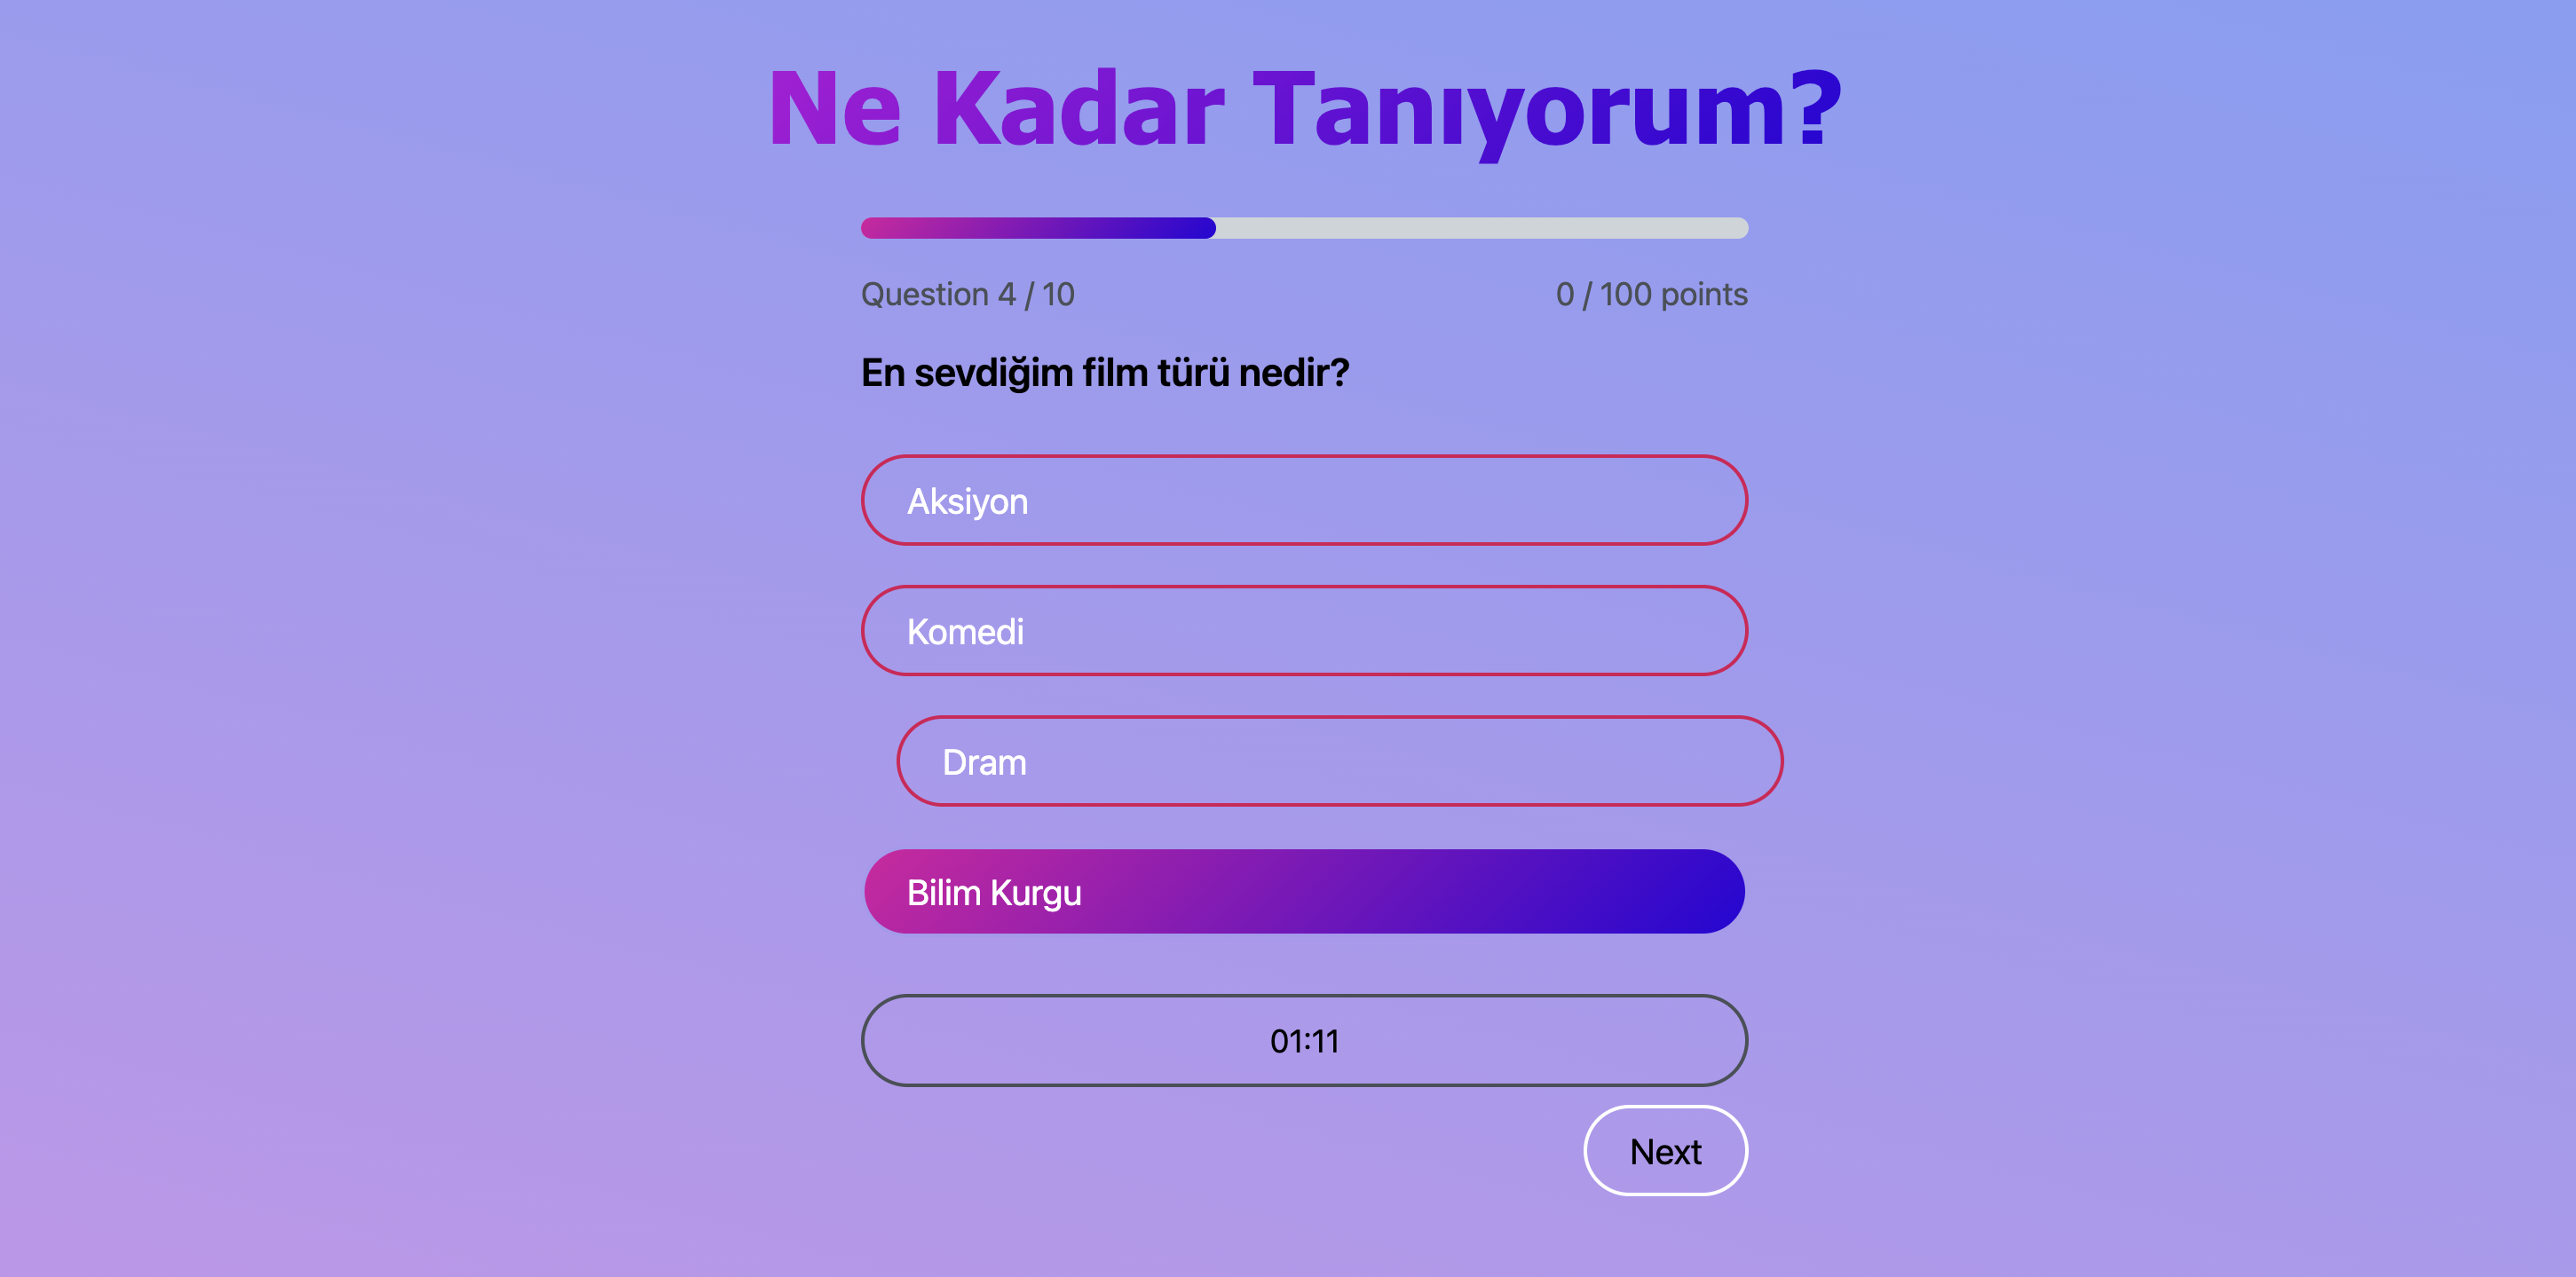 Ne Kadar Tanıyorum?
Question 4 / 10
0 / 100 points
En sevdiğim film türü nedir?
Aksiyon
Komedi
Dram
Bilim Kurgu
01:11
Next